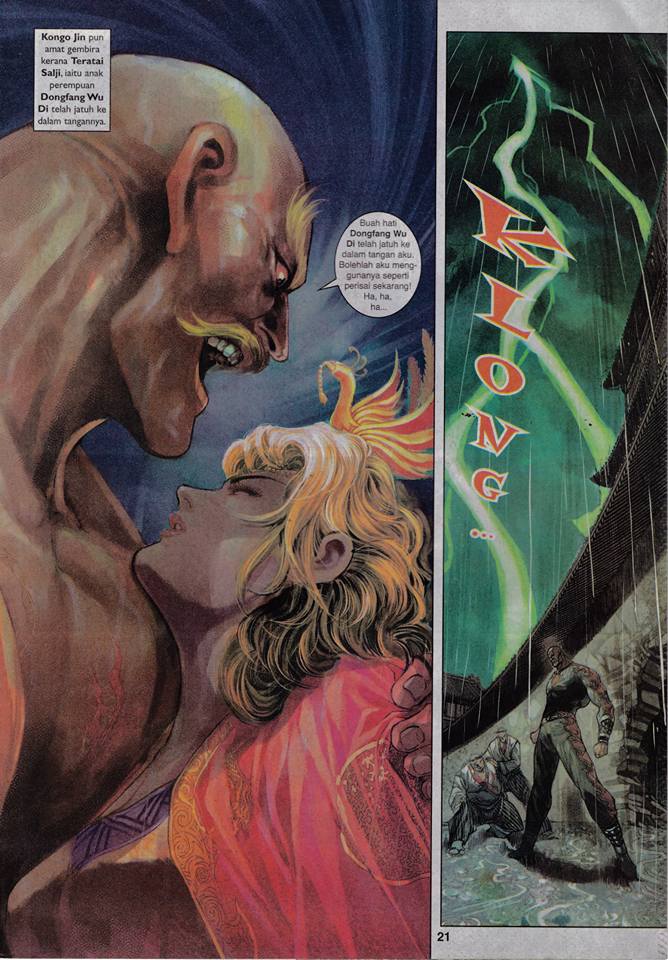 Kongo Jin pun
amat gembira
kerana Teratai
Salji, iaitu anak
perempuan
Dongfang Wu
Di telah jatuh ke
dalam tangannya.
Buah hati
Dongfang Wu
Di telah jatuh ke
dalam tangan aku.
Bolehlah aku meng-
gunanya seperti
perisai sekarang!
Ha, ha,
ha...
KLONG...
21